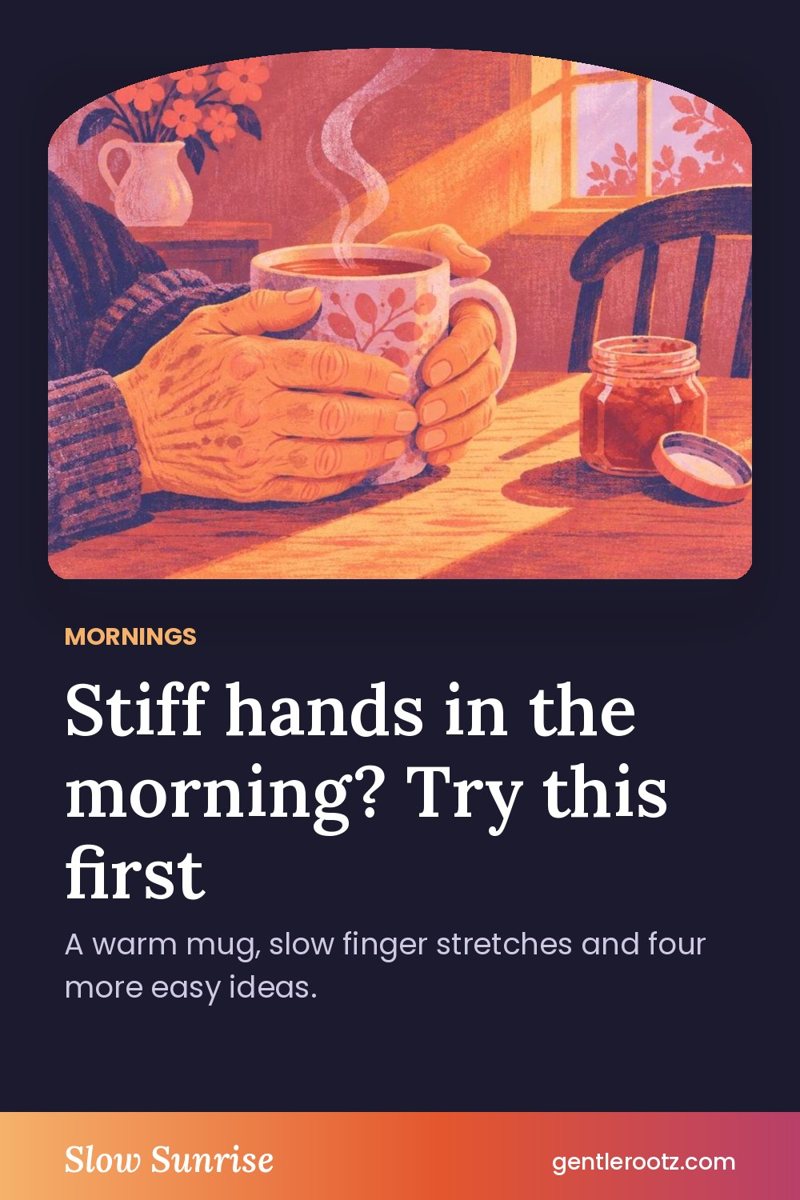 MORNINGS
Stiff hands in the
morning? Try this
first
A warm mug, slow finger stretches and four
more easy ideas.
Slow Sunrise
gentlerootz.com